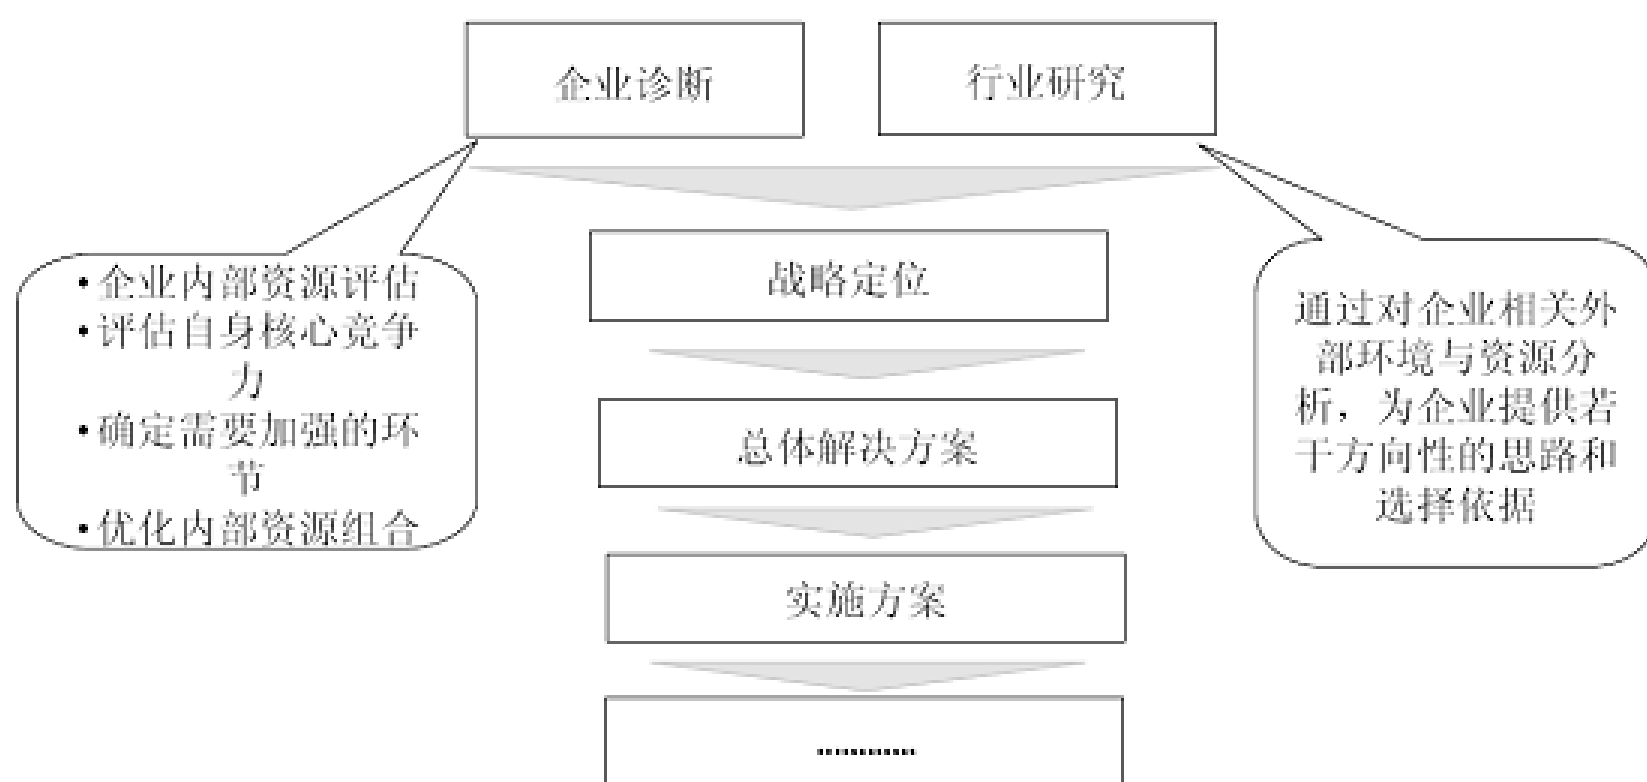 企业诊断
行业研究
战略定位
•企业内部资源评估
•评估自身核心竞争
力
•确定需要加强的环
节
•优化内部资源组合
通过对企业相关外
部环境与资源分
析，为企业提供若
干方向性的思路和
选择依据
总体解决方案
实施方案
............